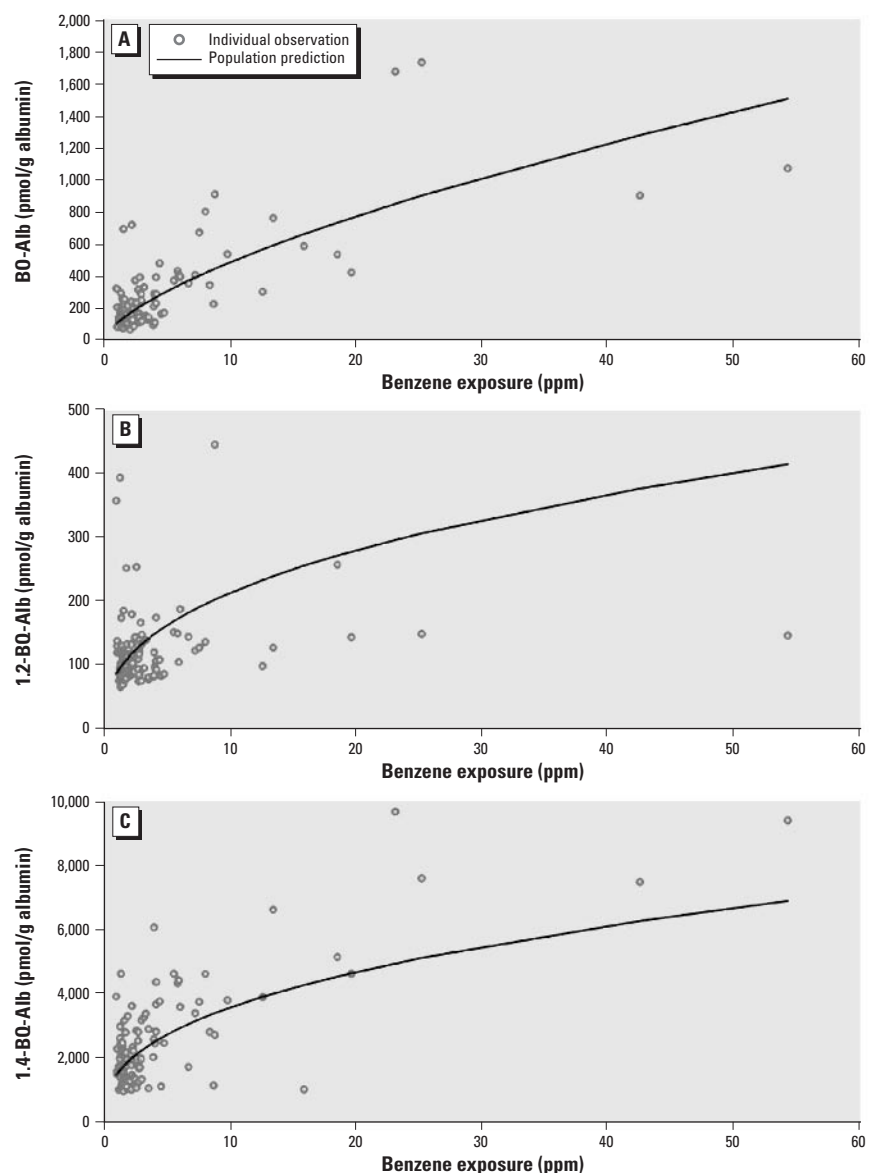 2,000
A
Individual observation
Population prediction
1,800
1,600
1,400
1,200
1,000
800
600
400
200
0
BO-Alb (pmol/g albumin)
0 10 20 30 40 50 60
Benzene exposure (ppm)
500
B
400
300
200
100
0
1.2-BQ-Alb (pmol/g albumin)
0 10 20 30 40 50 60
Benzene exposure (ppm)
10,000
C
8,000
6,000
4,000
2,000
0
1.4-BQ-Alb (pmol/g albumin)
0 10 20 30 40 50 60
Benzene exposure (ppm)